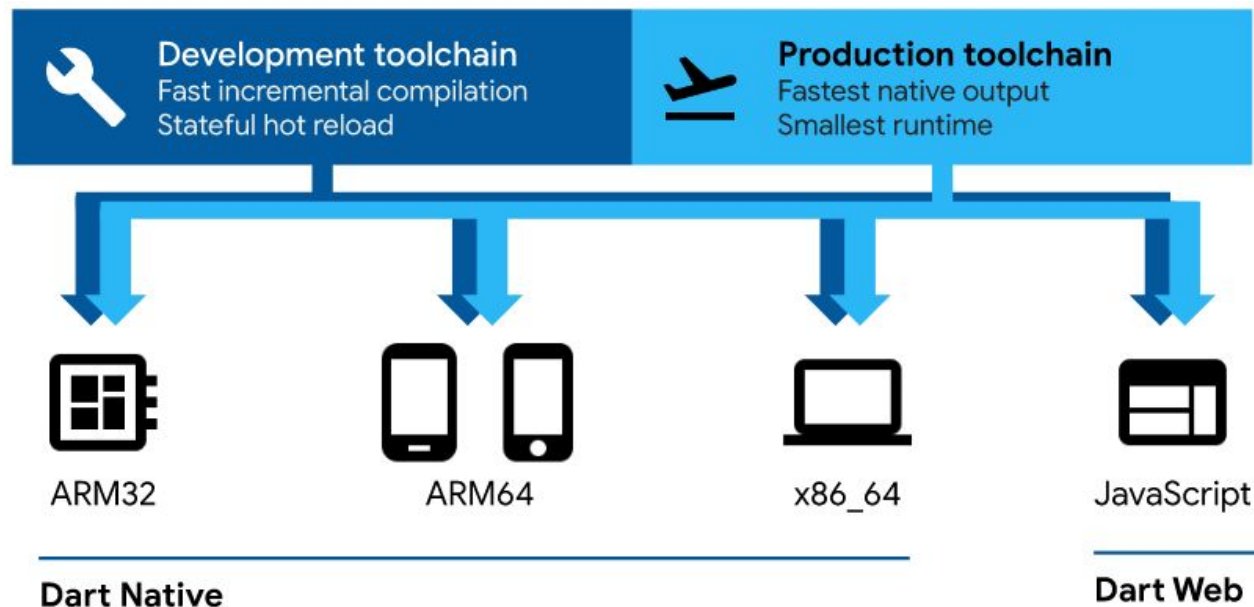 Development toolchain
Fast incremental compilation
Stateful hot reload
Production toolchain
Fastest native output
Smallest runtime
ARM32
ARM64
x86_64
JavaScript
Dart Native
Dart Web